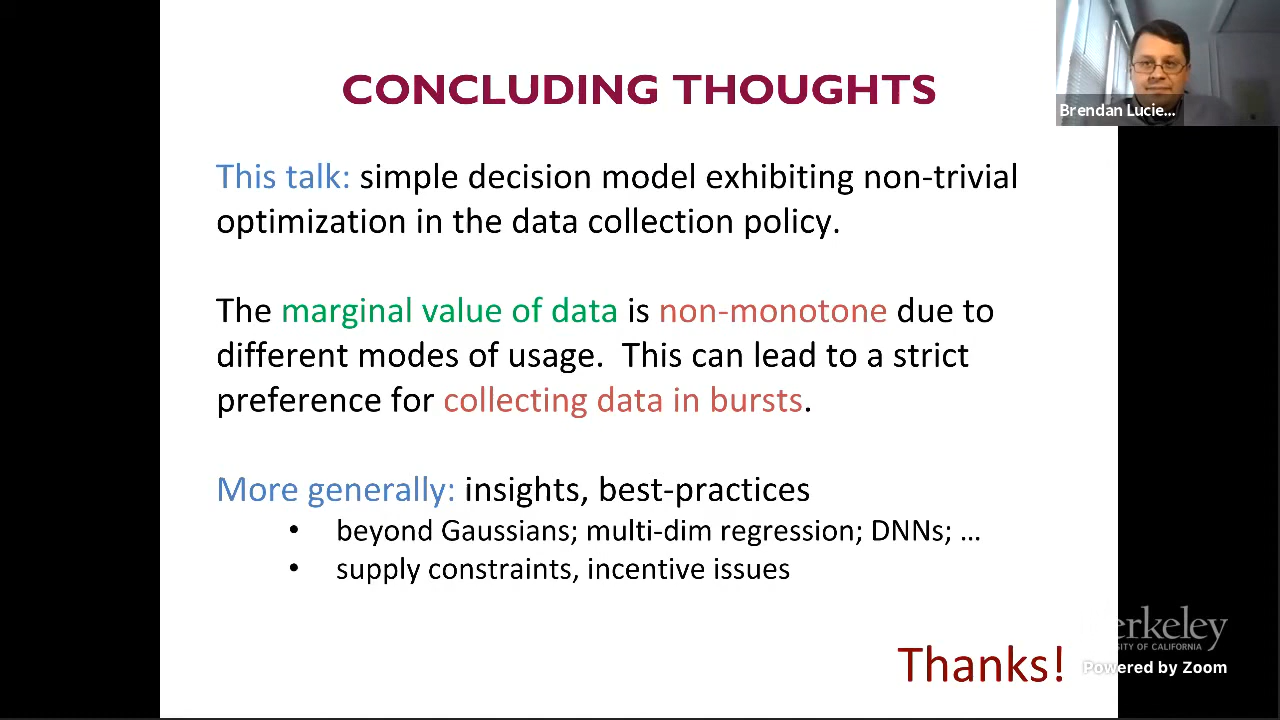 CONCLUDING THOUGHTS
Brendan Lucie...
This talk: simple decision model exhibiting non-trivial
optimization in the data collection policy.
The marginal value of data is non-monotone due to
different modes of usage. This can lead to a strict
preference for collecting data in bursts.
More generally: insights, best-practices
• beyond Gaussians; multi-dim regression; DNNs; …
• supply constraints, incentive issues
erkeley
SITY OF CALIFORNIA
Thanks!
Powered by Zoom